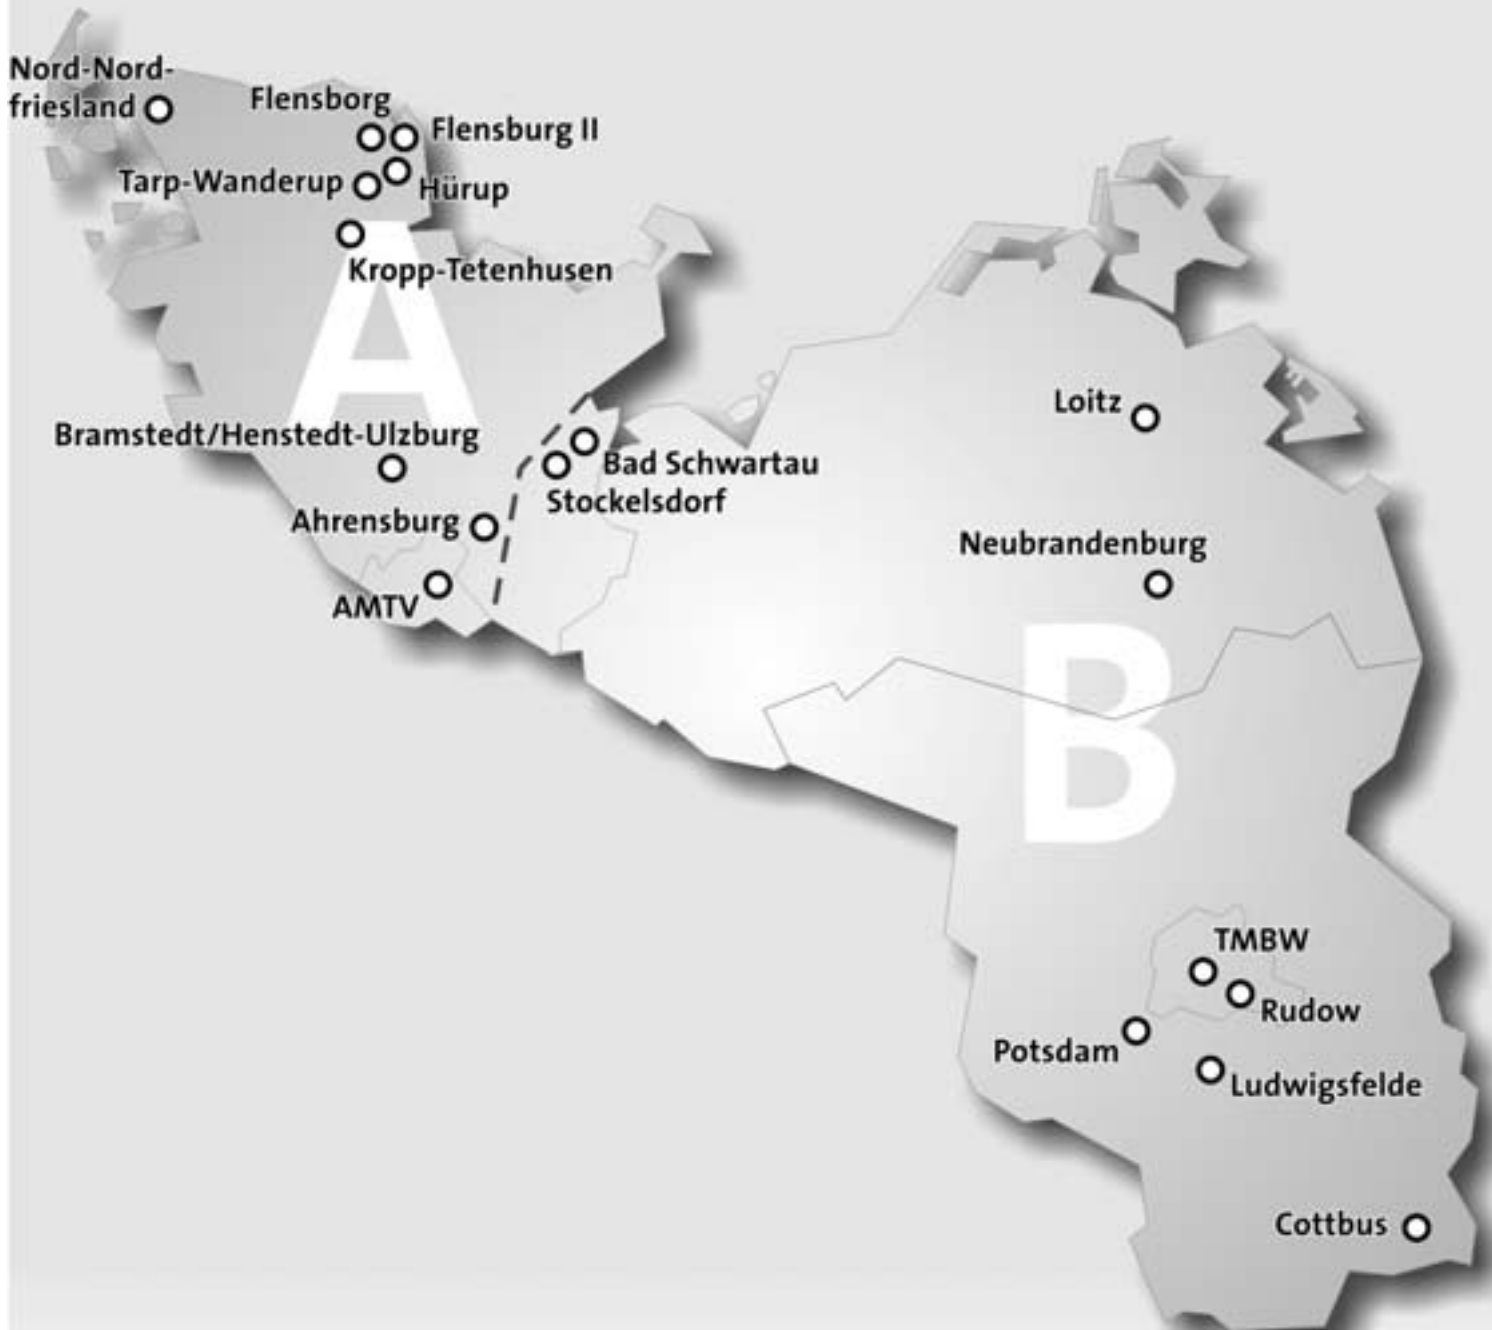 Nord-Nord-
friesland
Flensborg
Flensburg II
Tarp-Wanderup
Hürup
Kropp-Tetenhusen
A
Bramstedt/Henstedt-Ulzburg
Bad Schwartau
Stockelsdorf
Ahrensburg
AMTV
Loitz
Neubrandenburg
B
TMBW
Rudow
Potsdam
Ludwigsfelde
Cottbus